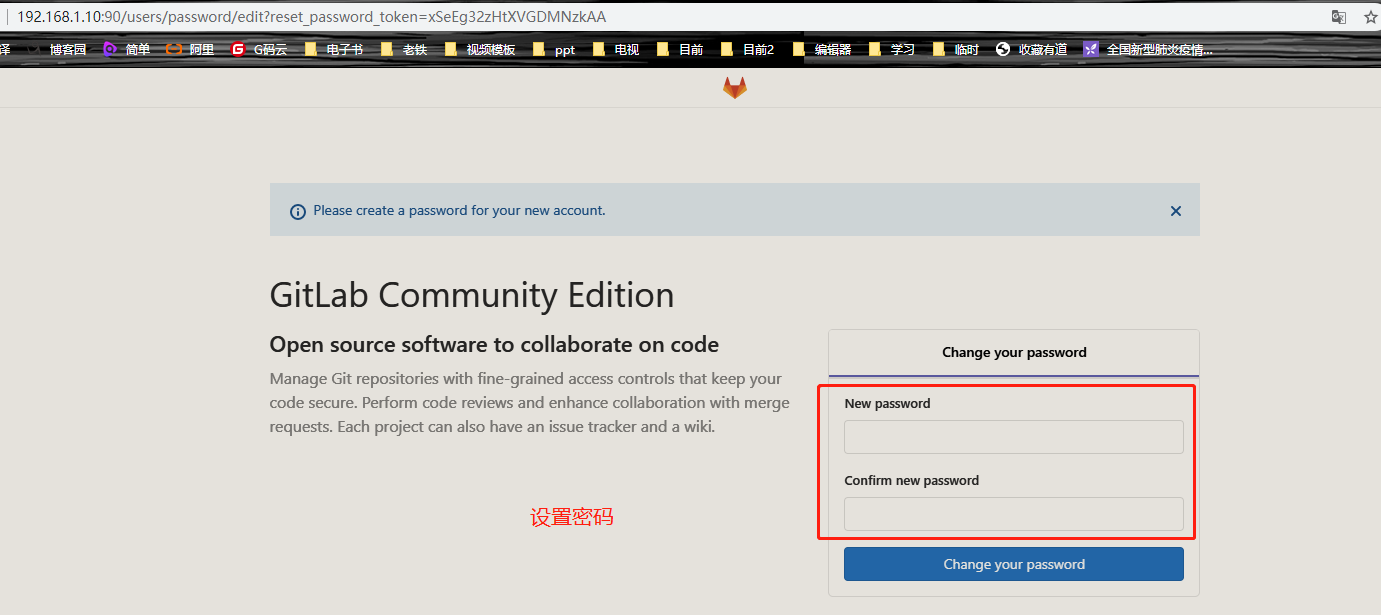 192.168.1.10:90/users/password/edit?reset_password_token=xSeEg32zHtXVGDMNzkAA
译 博客园 简单 阿里 G码云 电子书 老铁 视频模板 ppt 电视 目前 目前2 编辑器 学习 临时 收藏有道 全国新型肺炎疫情...
Please create a password for your new account.
GitLab Community Edition
Open source software to collaborate on code
Manage Git repositories with fine-grained access controls that keep your
code secure. Perform code reviews and enhance collaboration with merge
requests. Each project can also have an issue tracker and a wiki.
设置密码
Change your password
New password
Confirm new password
Change your password